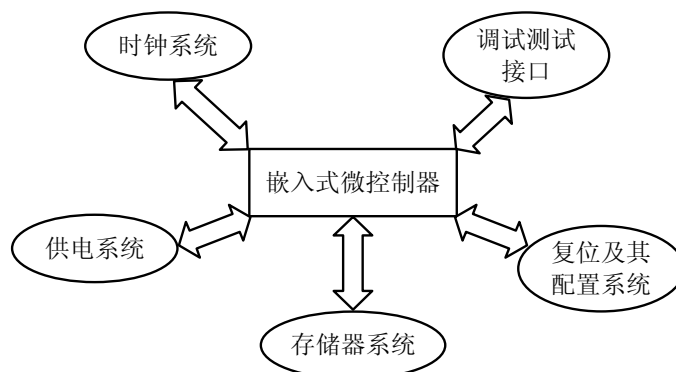 时钟系统
调试测试
接口
嵌入式微控制器
供电系统
复位及其
配置系统
存储器系统